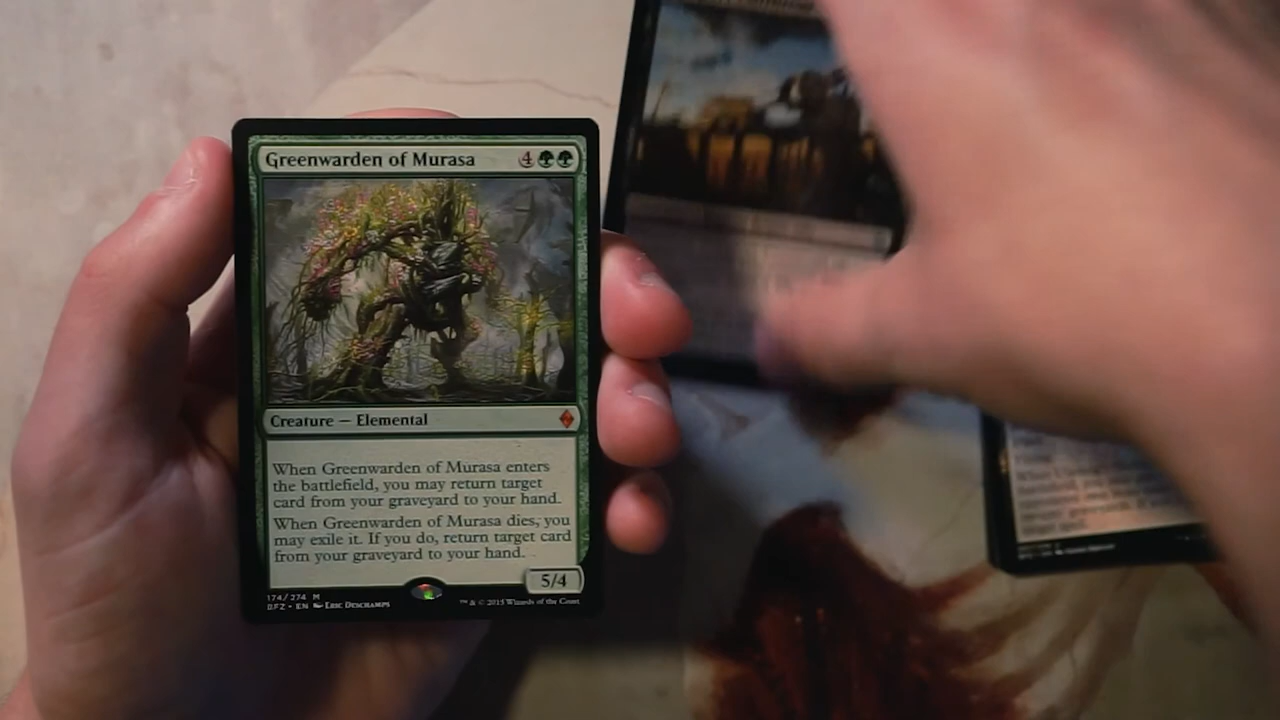 Greenwarden of Murasa 4
Creature — Elemental
When Greenwarden of Murasa enters
the battlefield, you may return target
card from your graveyard to your hand.
When Greenwarden of Murasa dies, you
may exile it. If you do, return target card
from your graveyard to your hand.
5/4
174/274 M
BFZ • EN Eric Deschamps
™ & © 2015 Wizards of the Coast